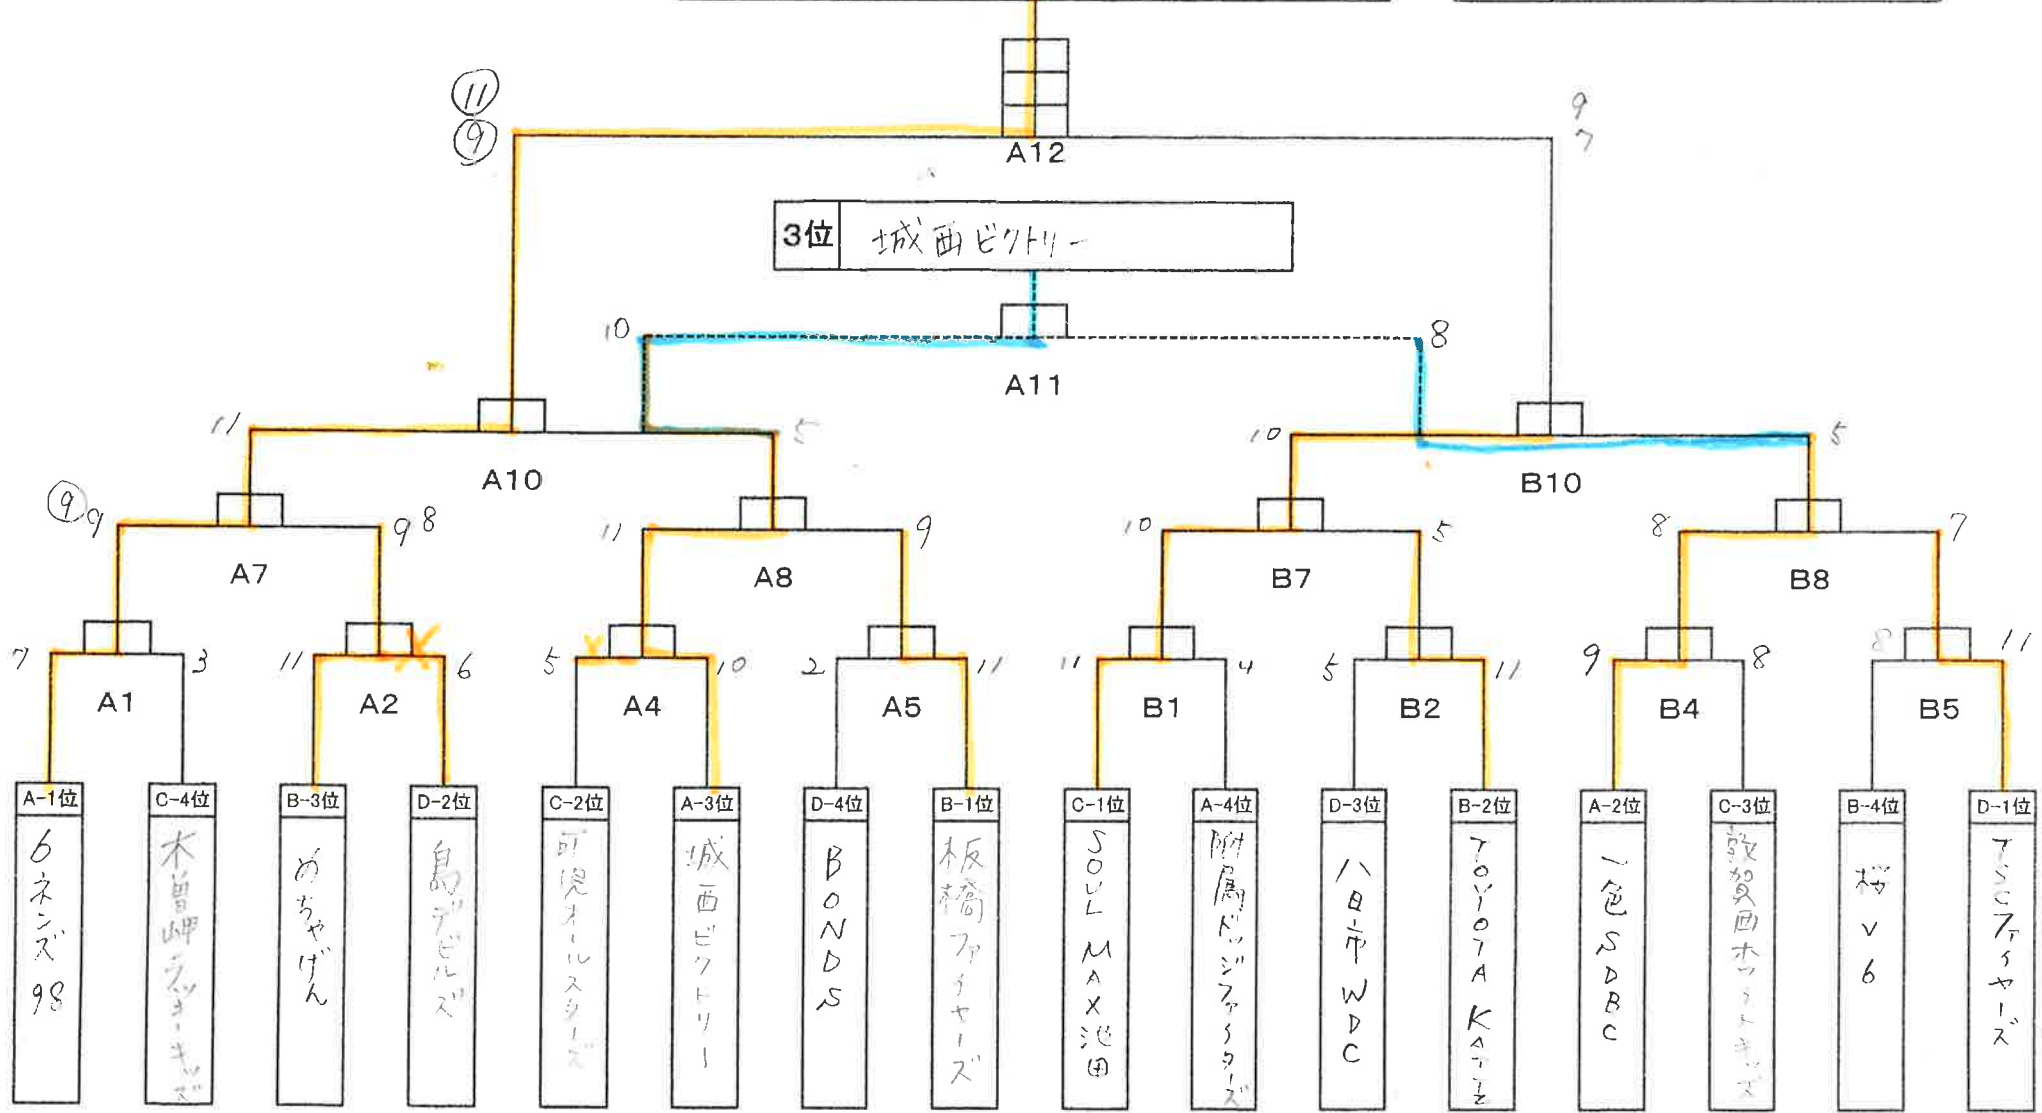 ⑪
⑨
9
7
A12
3位 城西ビクトリー
10
8
A11
11
5
10
5
A10
B10
⑨ 9
9 8
11
9
10
5
8
7
A7
A8
B7
B8
7
3
11
6
5
10
2
11
11
4
5
11
9
8
8
11
A1
A2
A4
A5
B1
B2
B4
B5
A-1位
C-4位
B-3位
D-2位
C-2位
A-3位
D-4位
B-1位
C-1位
A-4位
D-3位
B-2位
A-2位
C-3位
B-4位
D-1位
6ネンズ98
木曽岬ラッキーキッズ
めちゃげん
島デビルズ
可児オールスターズ
城西ビクトリー
BONDS
板橋ファイヤーズ
SOUL MAX池田
附属ドッジファイターズ
八日市WDC
TOYIOTA
一色SDBC
敦賀西ホワイトキッズ
桜V6
ファイヤーズ